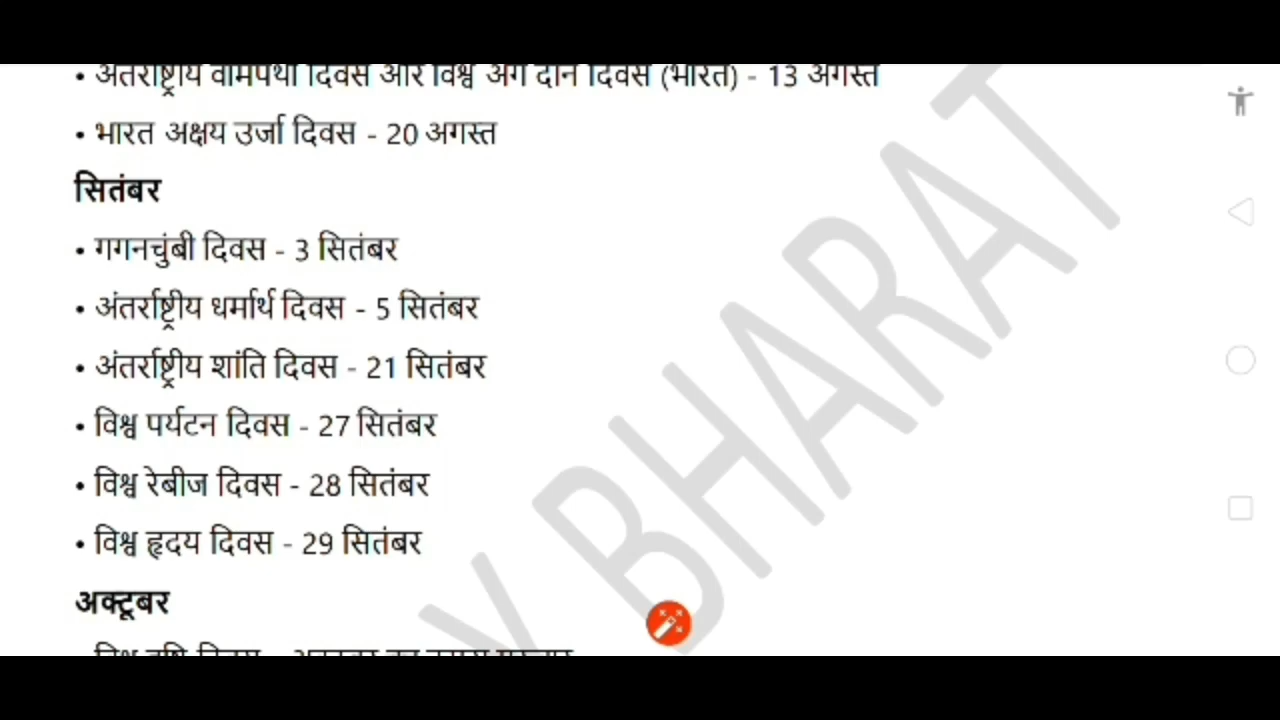 • अंतर्राष्ट्रीय वामपंथी दिवस और विश्व अंग दान दिवस (भारत) - 13 अगस्त
• भारत अक्षय उर्जा दिवस - 20 अगस्त
सितंबर
• गगनचुंबी दिवस - 3 सितंबर
• अंतर्राष्ट्रीय धर्मार्थ दिवस - 5 सितंबर
• अंतर्राष्ट्रीय शांति दिवस - 21 सितंबर
• विश्व पर्यटन दिवस - 27 सितंबर
• विश्व रेबीज दिवस - 28 सितंबर
• विश्व हृदय दिवस - 29 सितंबर
अक्टूबर
Y BHARAT